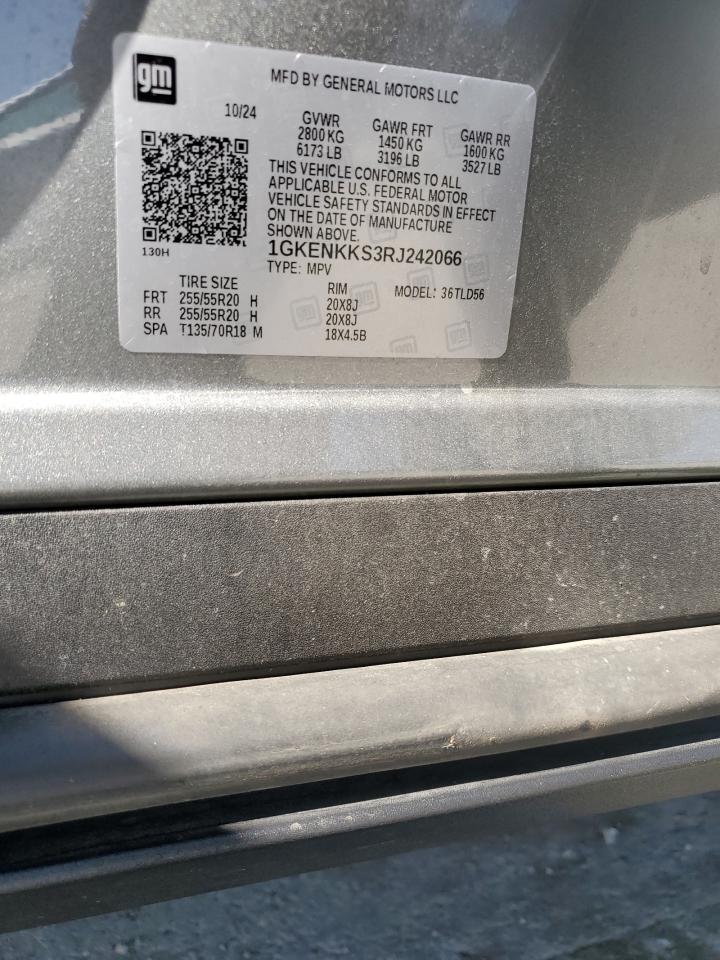 gm
MFD BY GENERAL MOTORS LLC
10/24 GVWR GAWR FRT GAWR RR
2800 KG 1450 KG 1600 KG
6173 LB 3196 LB 3527 LB
THIS VEHICLE CONFORMS TO ALL
APPLICABLE U.S. FEDERAL MOTOR
VEHICLE SAFETY STANDARDS IN EFFECT
ON THE DATE OF MANUFACTURE
SHOWN ABOVE.
130H
1GKENKKS3RJ242066
TYPE: MPV
TIRE SIZE RIM MODEL: 36TLD56
FRT 255/55R20 H 20X8J
RR 255/55R20 H 20X8J
SPA T135/70R18 M 18X4.5B